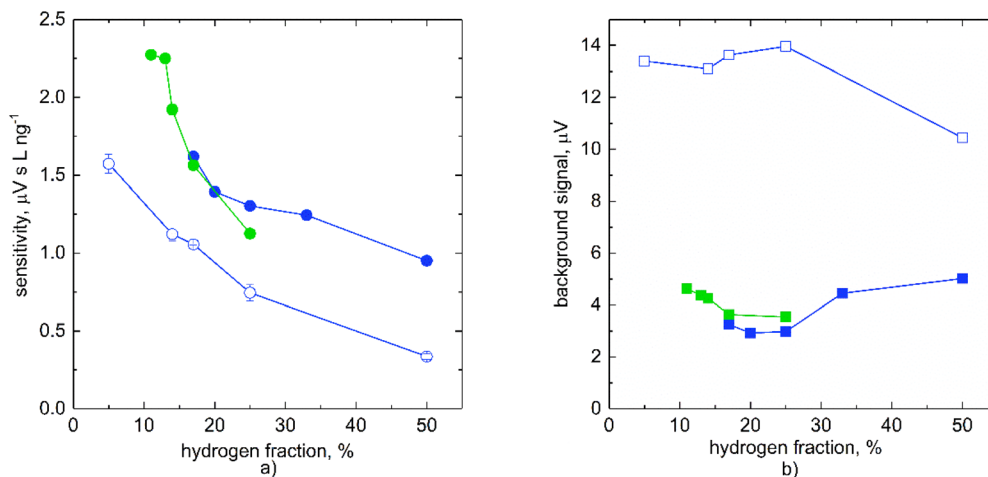 2.5
2.0
1.5
1.0
0.5
0.0
sensitivity, µV s L ng⁻¹
0 10 20 30 40 50
hydrogen fraction, %
a)
14
12
10
8
6
4
2
0
background signal, µV
0 10 20 30 40 50
hydrogen fraction, %
b)